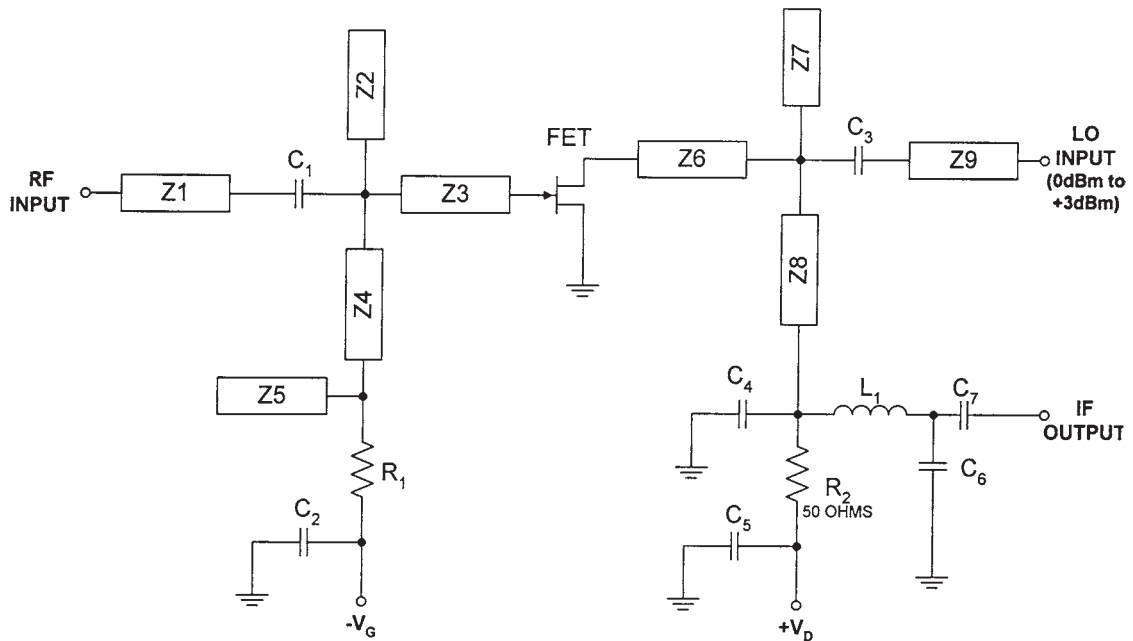 Z7
Z2
FET
C3
LO
INPUT
(0dBm to
+3dBm)
Z6
Z9
RF
INPUT
Z1
C1
Z3
Z4
Z8
Z5
C4
L1
C7
IF
OUTPUT
R1
R2
50 OHMS
C6
C2
C5
-VG
+VD